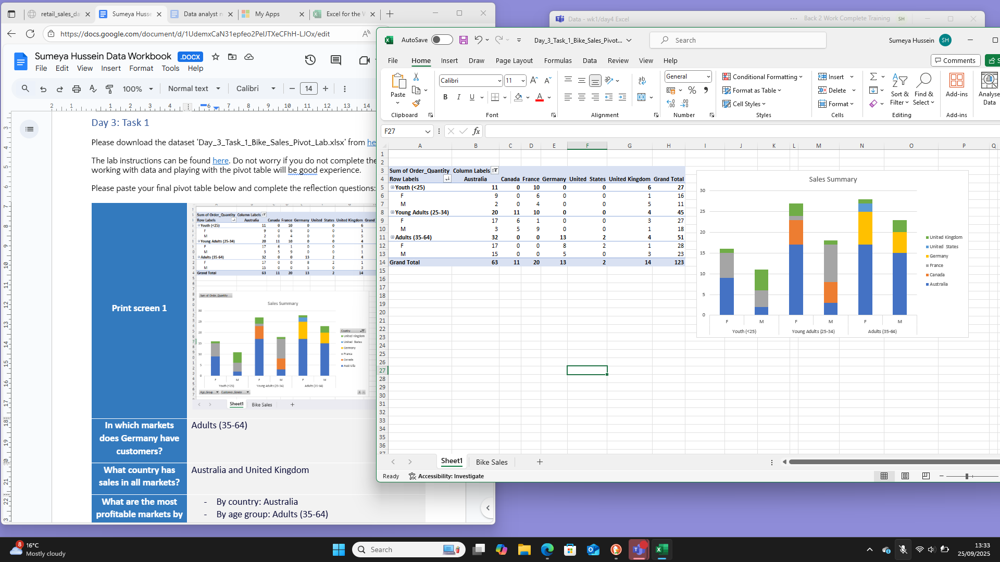 retail_sales_da
Sumeya Husse
Data analyst n
My Apps
Excel for the W
https://docs.google.com/document/d/1UdemxCaN31epfeo2PelJTXeCFhH-LJOx/edit
Sumeya Hussein Data Workbook
.DOCX
File Edit View Insert Format Tools Help
100%
Normal text
Calibri
14
Day 3: Task 1
Please download the dataset 'Day_3_Task_1_Bike_Sales_Pivot_Lab.xlsx' from he
The lab instructions can be found here. Do not worry if you do not complete the
working with data and playing with the pivot table will be good experience.
Please paste your final pivot table below and complete the reflection questions:
Print screen 1
In which markets
does Germany have
customers?
Adults (35-64)
What country has
sales in all markets?
Australia and United Kingdom
What are the most
profitable markets by
- By country: Australia
- By age group: Adults (35-64)
Data - wk1/day4 Excel
Back 2 Work Complete Training
SH
AutoSave
Day_3_Task_1_Bike_Sales_Pivot...
Search
Sumeya Hussein
SH
File Home Insert Draw Page Layout Formulas Data Review View Help
Comments
Paste
Clipboard
Calibri
11
Font
Alignment
General
Number
Conditional Formatting
Format as Table
Cell Styles
Styles
Insert
Delete
Format
Cells
Sort &
Filter
Find &
Select
Editing
Add-ins
Add-ins
Analyse
Data
F27
fx
A B C D E F G H I J K L M N O P Q
Sum of Order_Quantity Column Labels
Row Labels Australia Canada France Germany United States United Kingdom Grand Total
Youth (<25) 11 0 10 0 0 6 27
F 9 0 6 0 0 1 16
M 2 0 4 0 0 5 11
Young Adults (25-34) 20 11 10 0 0 4 45
F 17 6 1 0 0 3 27
M 3 5 9 0 0 1 18
Adults (35-64) 32 0 0 13 2 4 51
F 17 0 0 8 2 1 28
M 15 0 0 5 0 3 23
Grand Total 63 11 20 13 2 14 123
Sales Summary
30
25
20
15
10
5
0
F M F M F M
Youth (<25) Young Adults (25-34) Adults (35-64)
United Kingdom
United States
Germany
France
Canada
Australia
Sheet1
Bike Sales
Ready
Accessibility: Investigate
8
16°C
Mostly cloudy
Search
13:33
25/09/2025